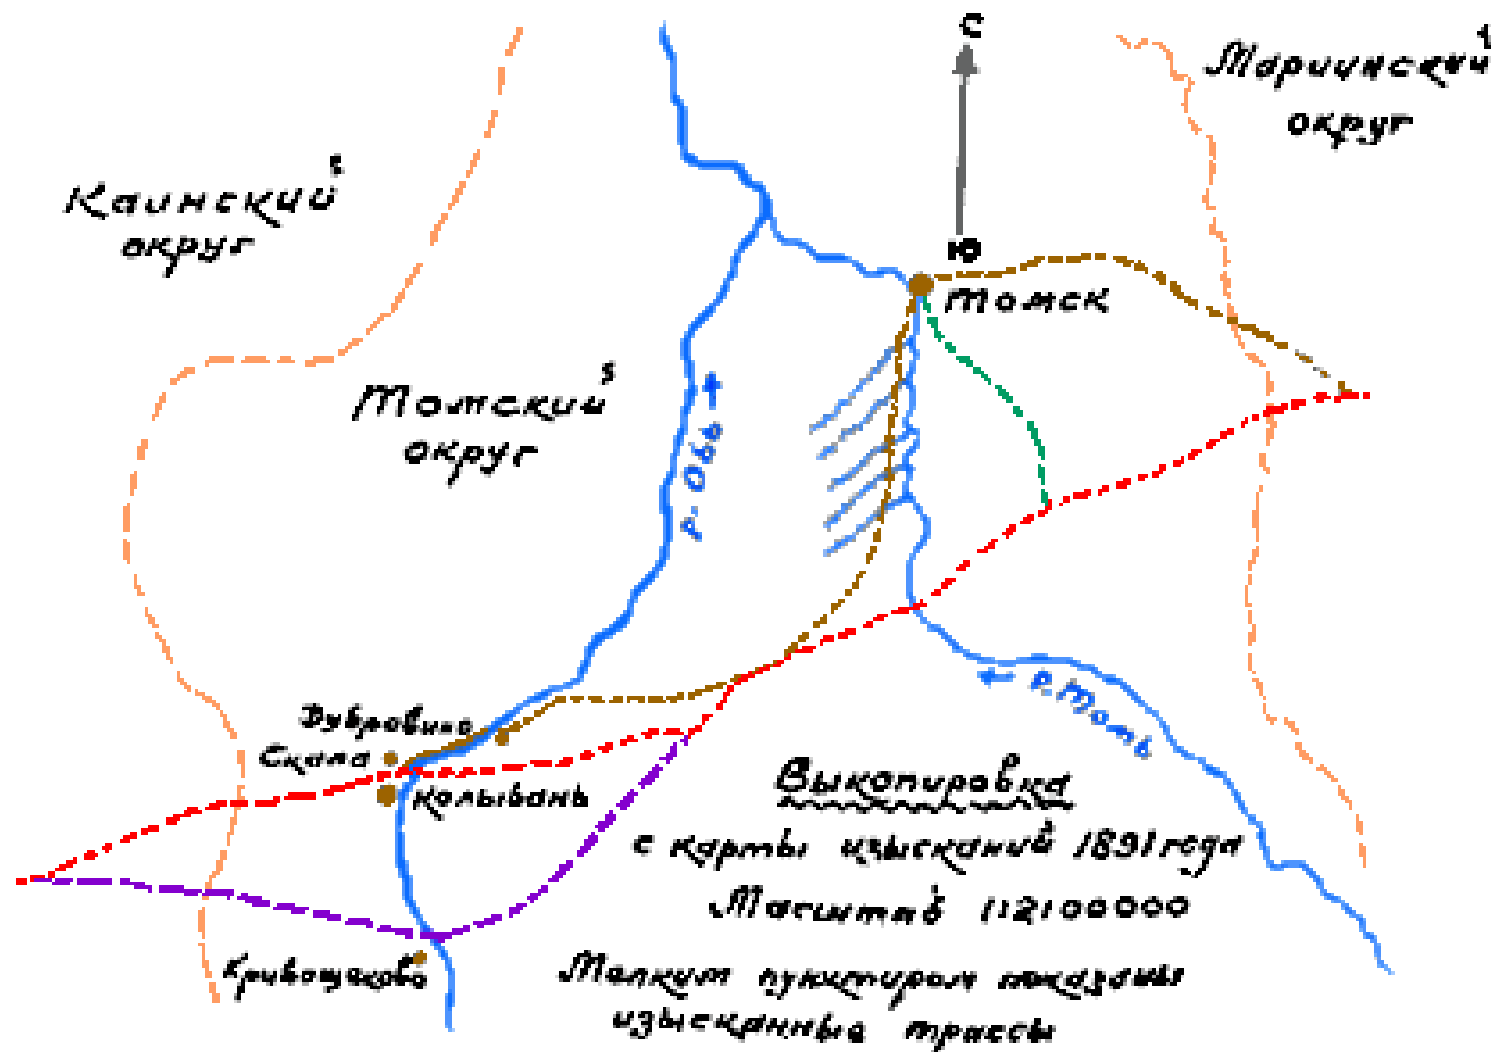 С
Мариинский
округ
Каинский
округ
Ю
Томск
Томский
округ
р. Обь
р. Томь
Дубровино
Скала
Колывань
Кривощеково
Выкопировка
с карты изысканий 1891 года
Масштаб 1:2100000
Мелким пунктиром показаны
изысканные трассы